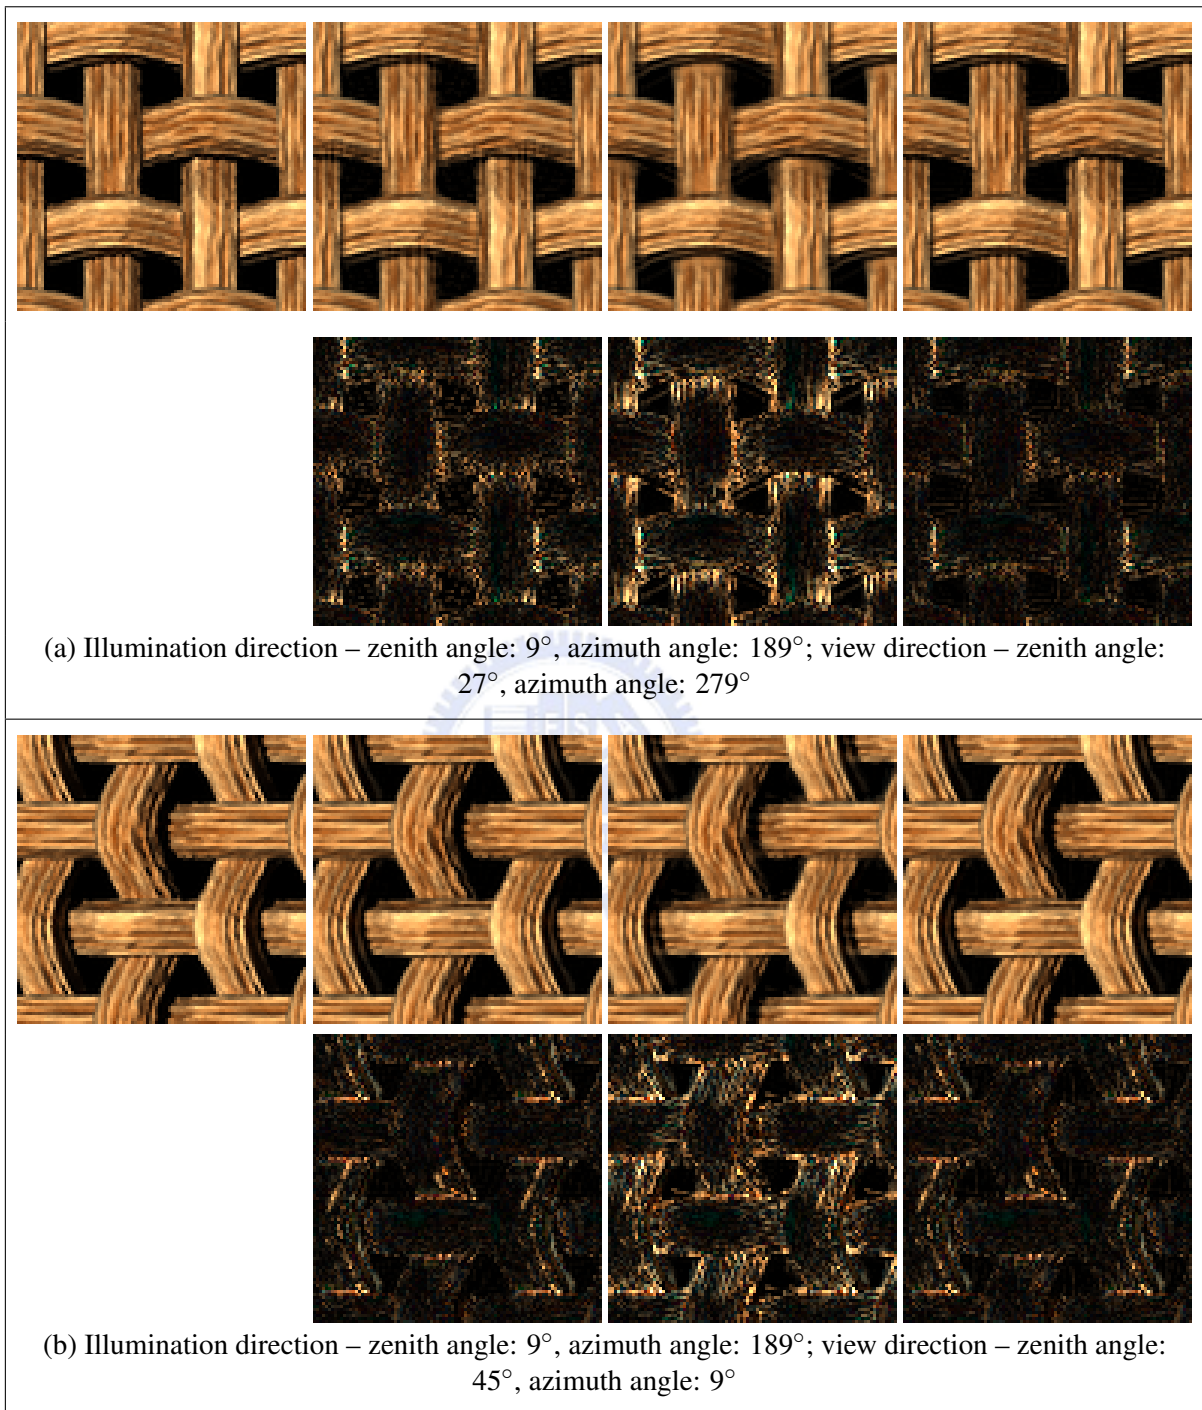 (a) Illumination direction – zenith angle: 9°, azimuth angle: 189°; view direction – zenith angle:
27°, azimuth angle: 279°
(b) Illumination direction – zenith angle: 9°, azimuth angle: 189°; view direction – zenith angle:
45°, azimuth angle: 9°